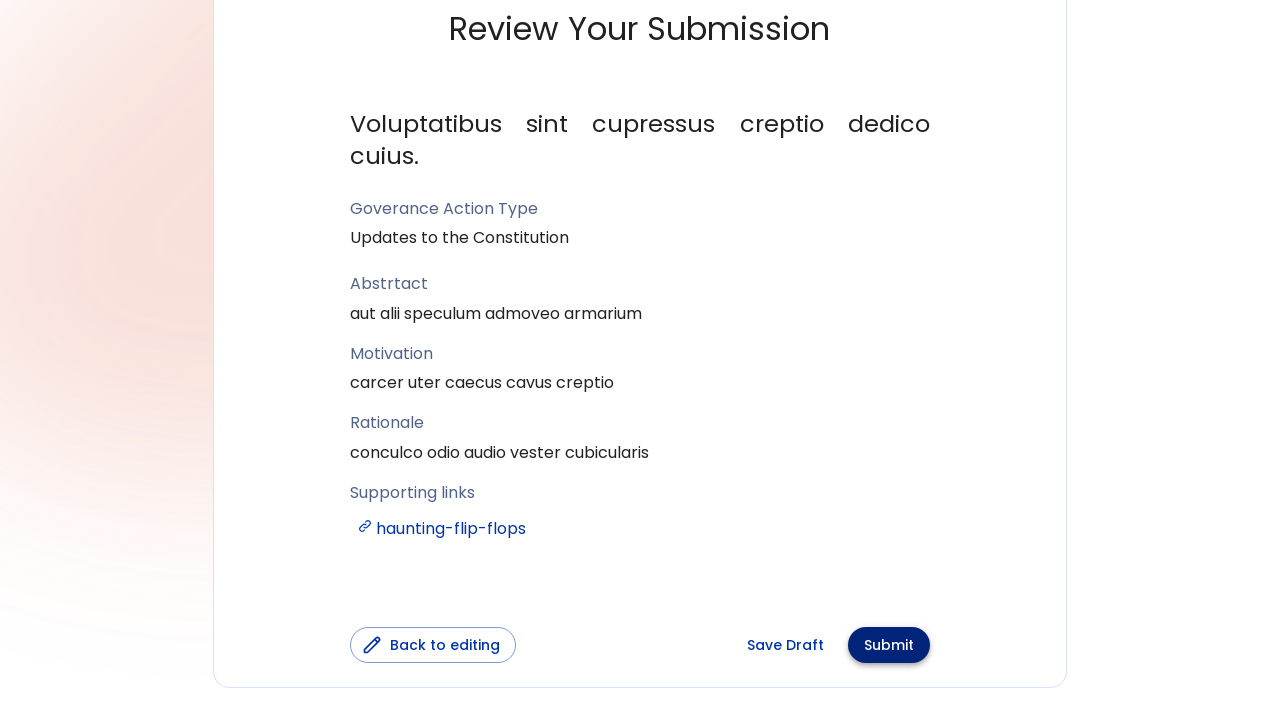 Review Your Submission
Voluptatibus sint cupressus creptio dedico
cuius.
Goverance Action Type
Updates to the Constitution
Abstrtact
aut alii speculum admoveo armarium
Motivation
carcer uter caecus cavus creptio
Rationale
conculco odio audio vester cubicularis
Supporting links
haunting-flip-flops
Back to editing
Save Draft
Submit